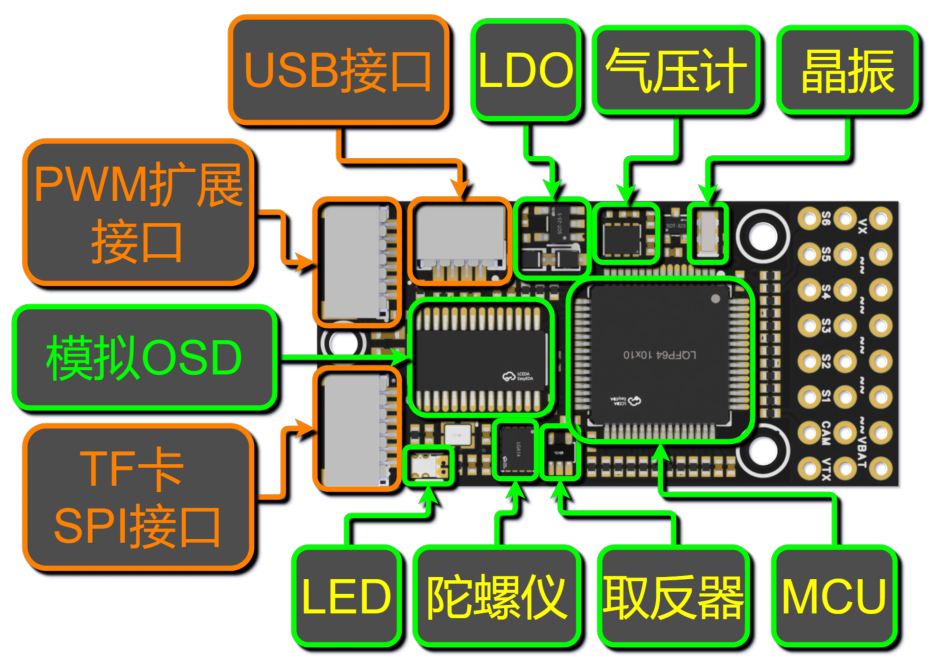 USB接口
LDO
气压计
晶振
PWM扩展
接口
模拟OSD
TF卡
SPI接口
LED
陀螺仪
取反器
MCU
LQFP64 10x10
LCEDA
EasyEDA
S6
VX
S5
S4
S3
S2
S1
CAM
VBAT
VTX